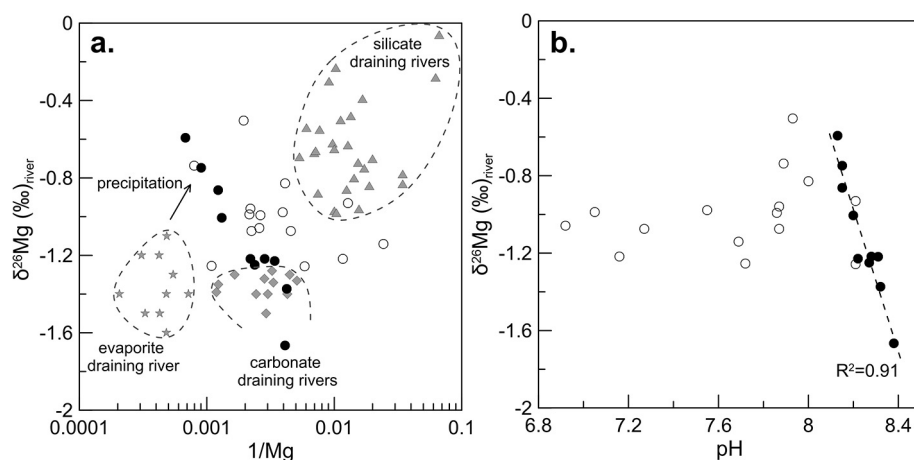 a.
0
-0.4
-0.8
-1.2
-1.6
-2
δ²⁶Mg (‰)river
silicate
draining rivers
precipitation
evaporite
draining river
carbonate
draining rivers
0.0001
0.001
0.01
0.1
1/Mg
b.
0
-0.4
-0.8
-1.2
-1.6
-2
δ²⁶Mg (‰)river
R²=0.91
6.8
7.2
7.6
8
8.4
pH